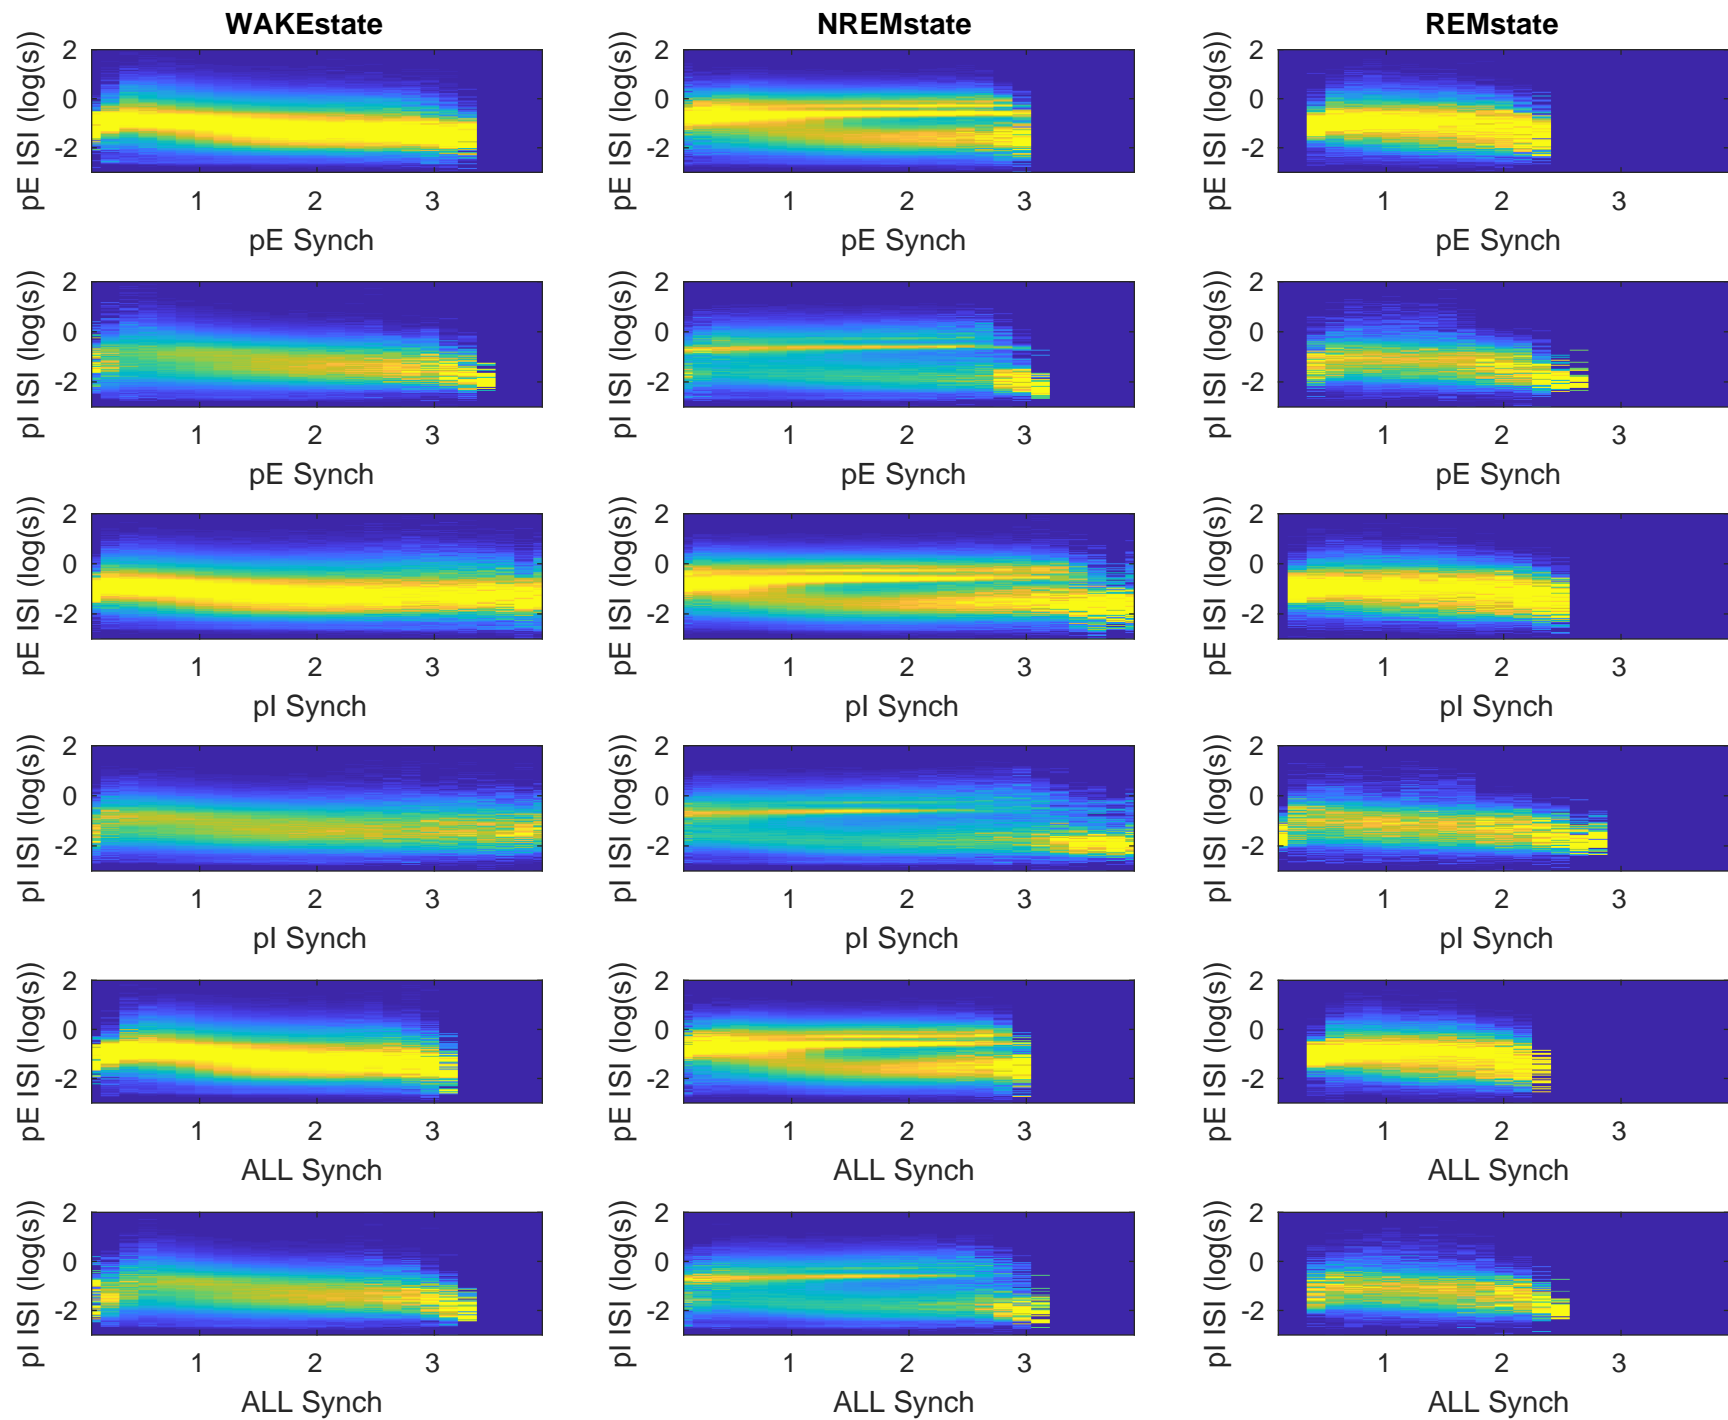 WAKEstate NREMstate REMstate
pE ISI (log(s)) 2 0 -2 pE ISI (log(s)) 2 0 -2 pE ISI (log(s)) 2 0 -2
1 2 3 1 2 3 1 2 3
pE Synch pE Synch pE Synch
pI ISI (log(s)) 2 0 -2 pI ISI (log(s)) 2 0 -2 pI ISI (log(s)) 2 0 -2
1 2 3 1 2 3 1 2 3
pE Synch pE Synch pE Synch
pE ISI (log(s)) 2 0 -2 pE ISI (log(s)) 2 0 -2 pE ISI (log(s)) 2 0 -2
1 2 3 1 2 3 1 2 3
pI Synch pI Synch pI Synch
pI ISI (log(s)) 2 0 -2 pI ISI (log(s)) 2 0 -2 pI ISI (log(s)) 2 0 -2
1 2 3 1 2 3 1 2 3
pI Synch pI Synch pI Synch
pE ISI (log(s)) 2 0 -2 pE ISI (log(s)) 2 0 -2 pE ISI (log(s)) 2 0 -2
1 2 3 1 2 3 1 2 3
ALL Synch ALL Synch ALL Synch
pI ISI (log(s)) 2 0 -2 pI ISI (log(s)) 2 0 -2 pI ISI (log(s)) 2 0 -2
1 2 3 1 2 3 1 2 3
ALL Synch ALL Synch ALL Synch